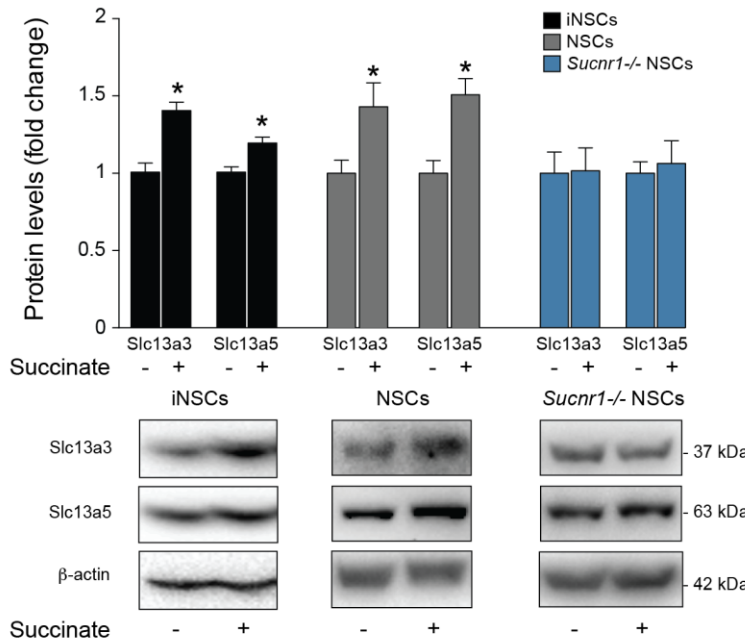 iNSCs
NSCs
Sucnr1-/- NSCs
Protein levels (fold change)
2
1.5
1
0.5
0
* * * *
Slc13a3 Slc13a5 Slc13a3 Slc13a5 Slc13a3 Slc13a5
Succinate - + - + - + - + - + - +
iNSCs NSCs Sucnr1-/- NSCs
Slc13a3 - 37 kDa
Slc13a5 - 63 kDa
β-actin - 42 kDa
Succinate - + - + - +